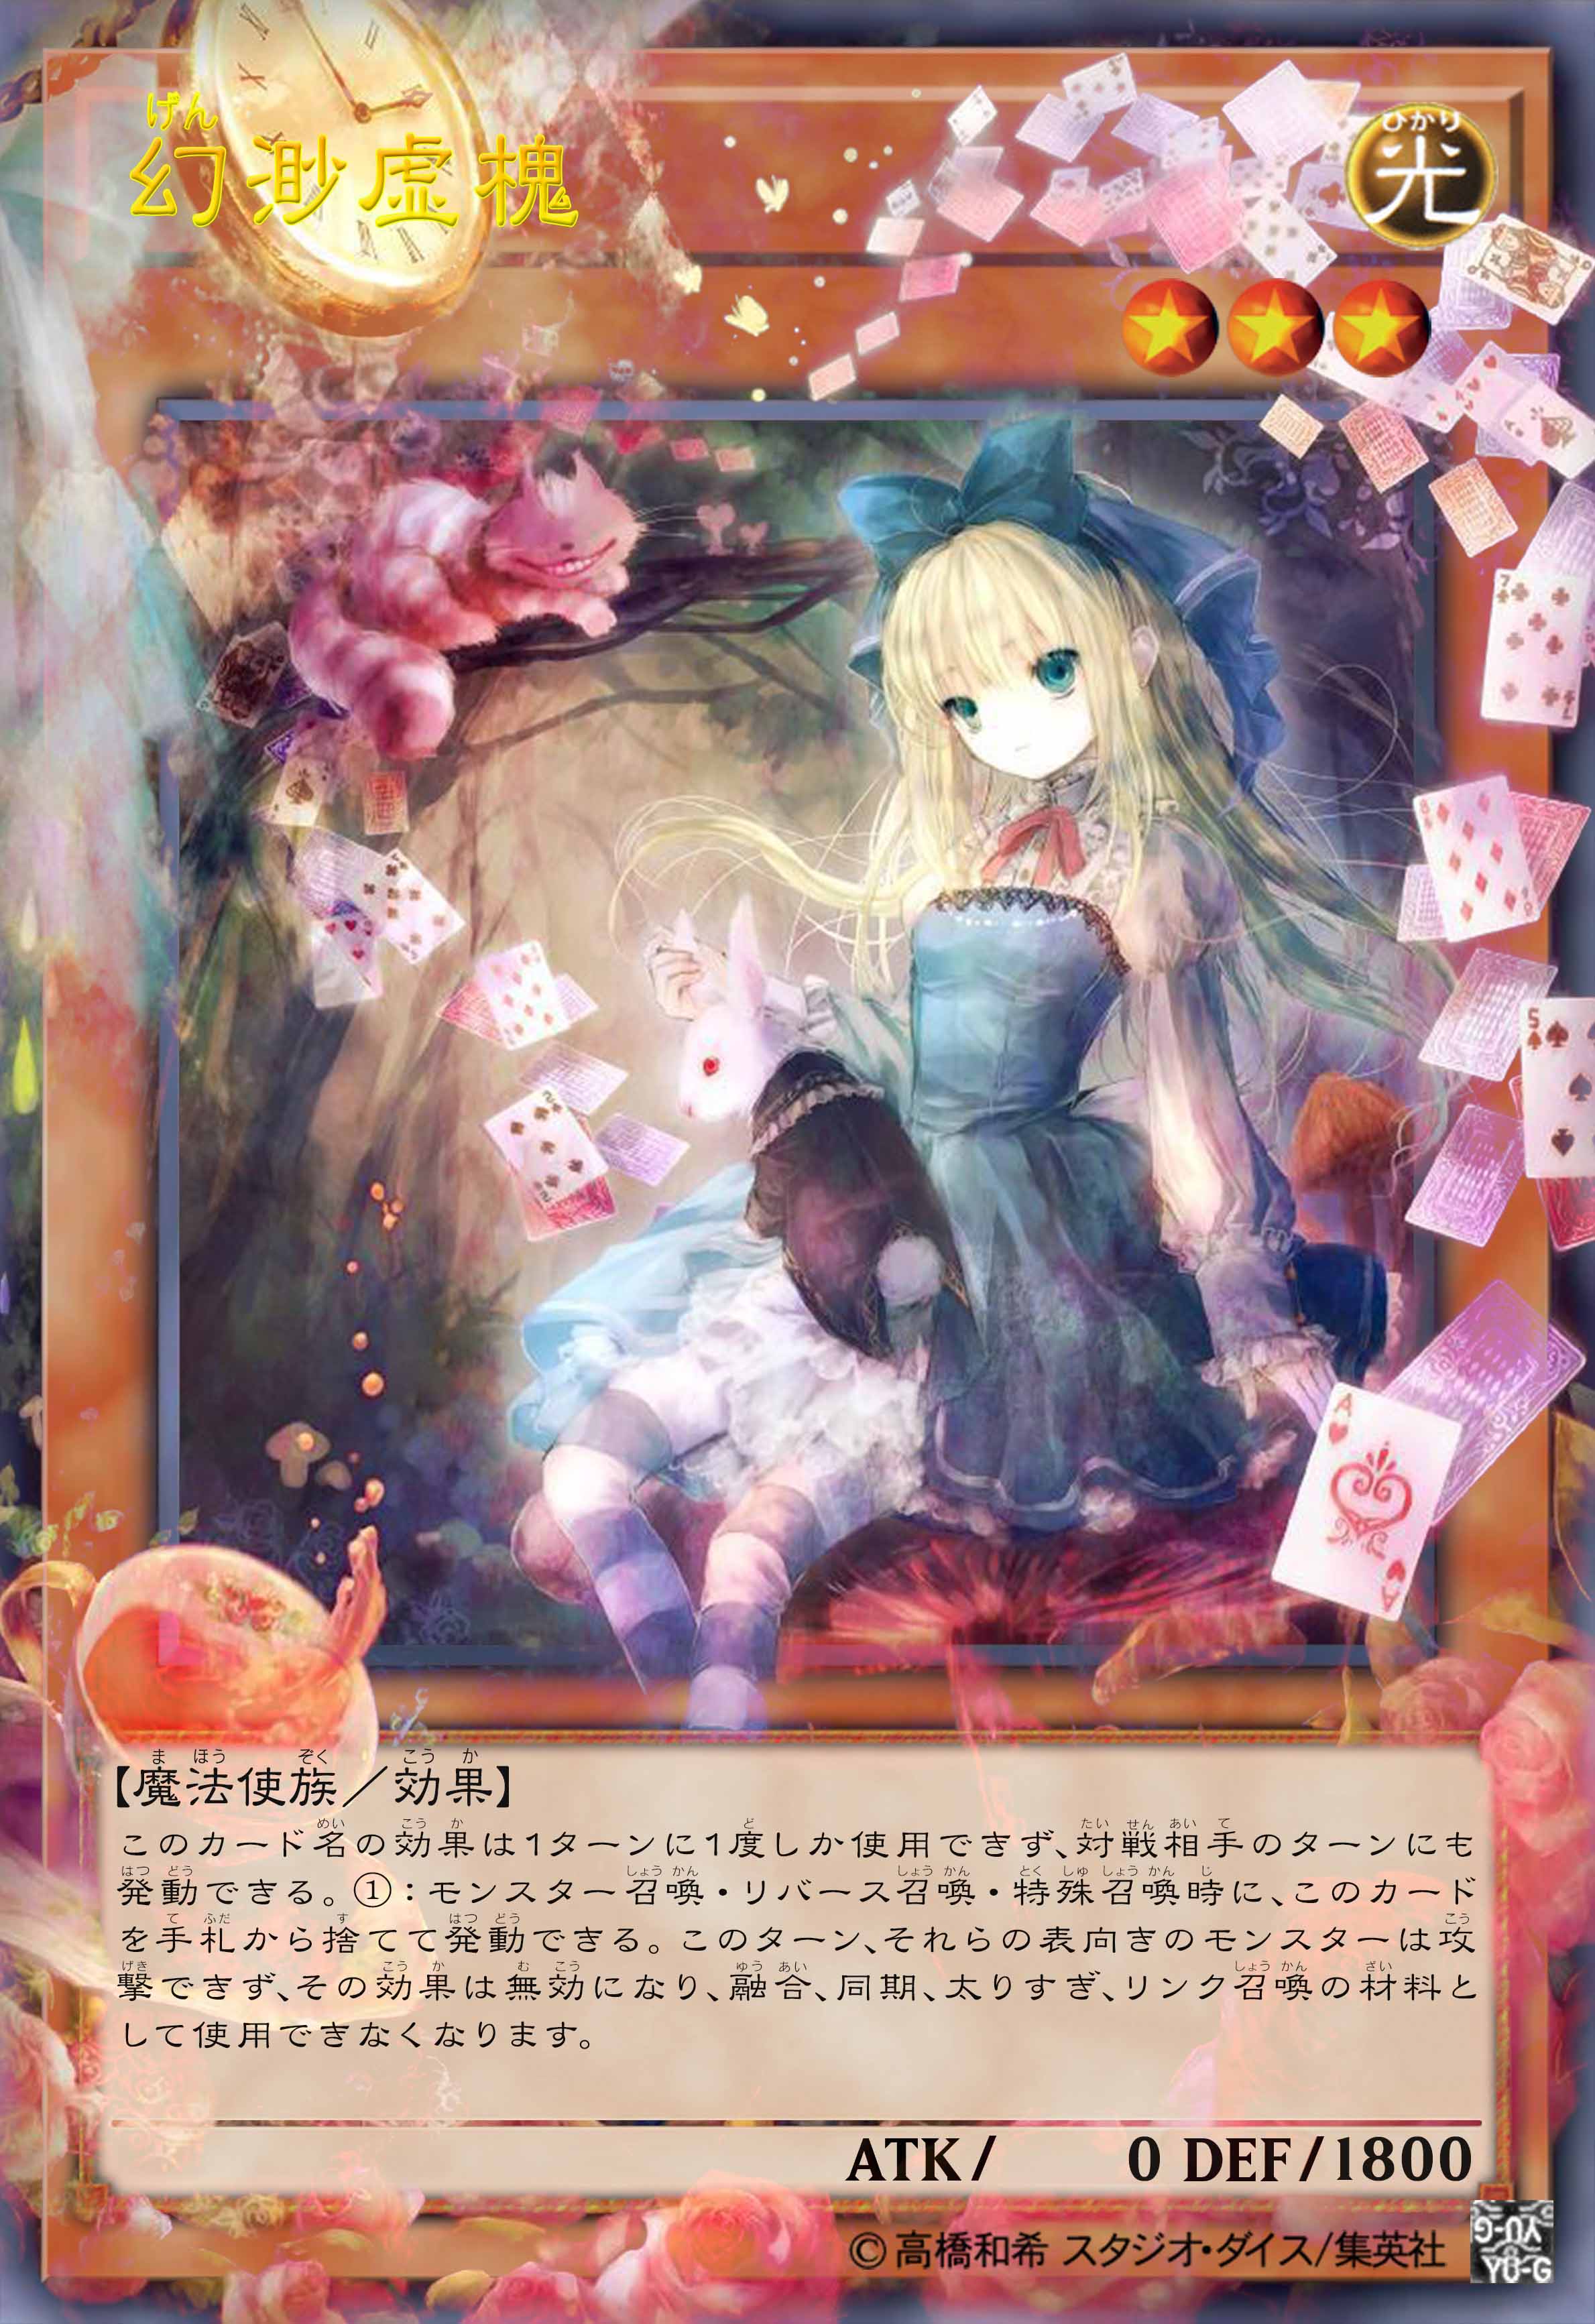 幻渺虚槐
光
【魔法使族／効果】
このカード名の効果は1ターンに1度しか使用できず､対戦相手のターンにも
発動できる。①：モンスター召喚・リバース召喚・特殊召喚時に､このカード
を手札から捨てて発動できる。このターン､それらの表向きのモンスターは攻
撃できず､その効果は無効になり､融合､同期､太りすぎ､リンク召喚の材料と
して使用できなくなります。
ATK/ 0 DEF/1800
©高橋和希 スタジオ・ダイス/集英社